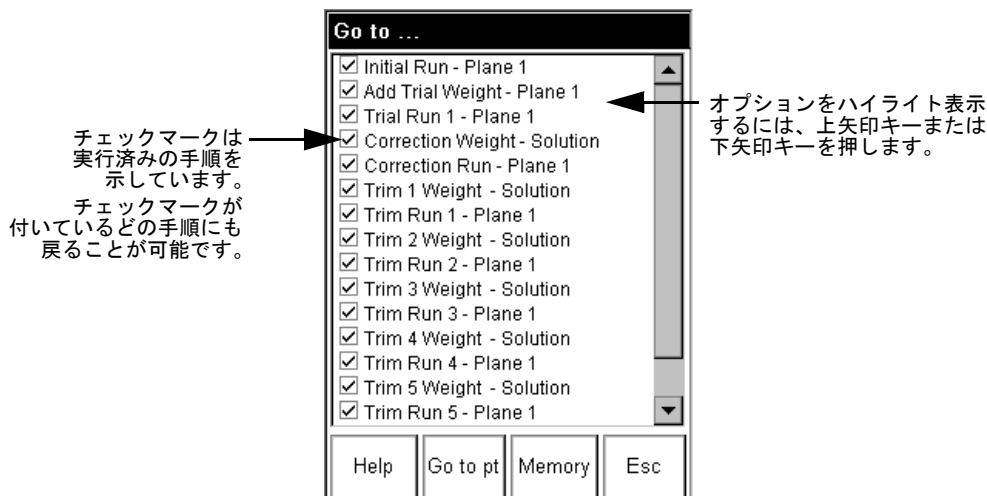 Go to ...
Initial Run - Plane 1
Add Trial Weight - Plane 1
Trial Run 1 - Plane 1
Correction Weight - Solution
Correction Run - Plane 1
Trim 1 Weight - Solution
Trim Run 1 - Plane 1
Trim 2 Weight - Solution
Trim Run 2 - Plane 1
Trim 3 Weight - Solution
Trim Run 3 - Plane 1
Trim 4 Weight - Solution
Trim Run 4 - Plane 1
Trim 5 Weight - Solution
Trim Run 5 - Plane 1
Help
Go to pt
Memory
Esc
チェックマークは
実行済みの手順を
示しています。
チェックマークが
付いているどの手順にも
戻ることが可能です。
オプションをハイライト表示
するには、上矢印キーまたは
下矢印キーを押します。